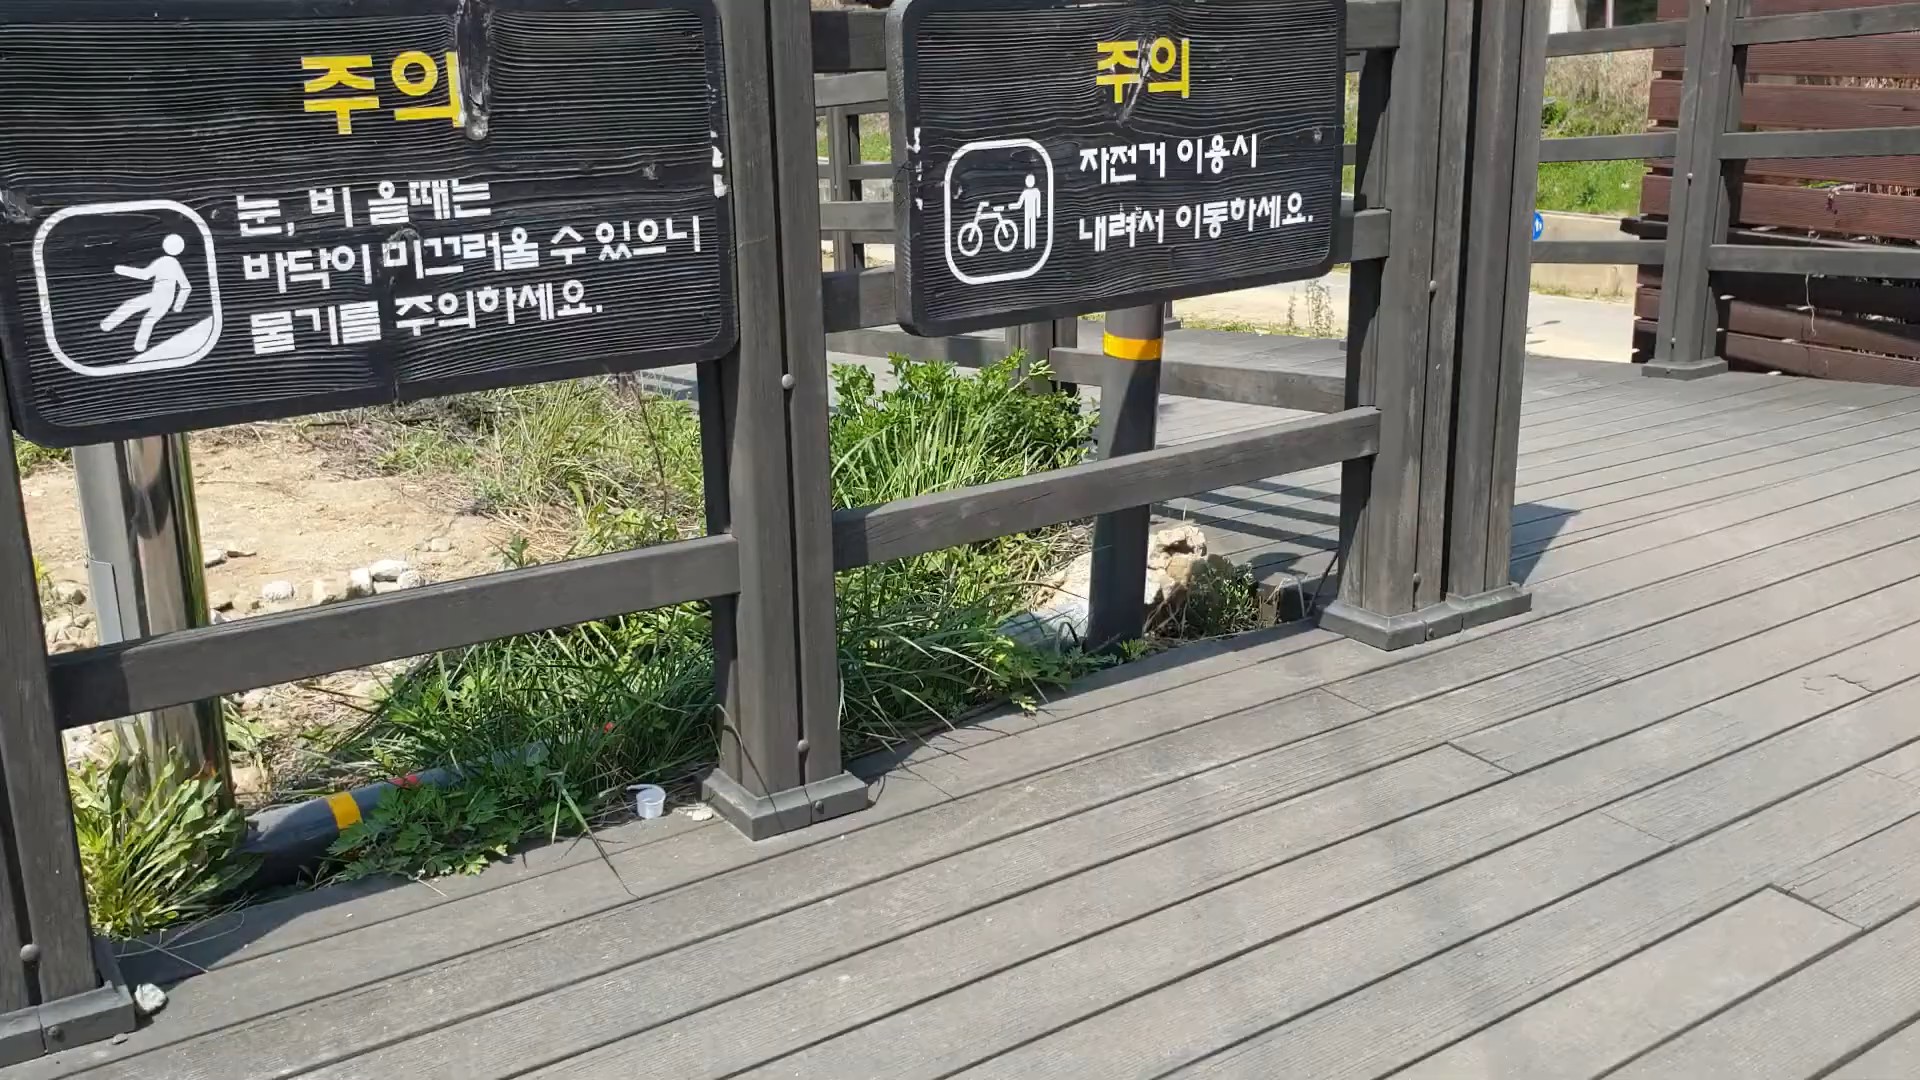 주의
눈, 비 올때는
바닥이 미끄러울 수 있으니
물기를 주의하세요.
주의
자전거 이용시
내려서 이동하세요.